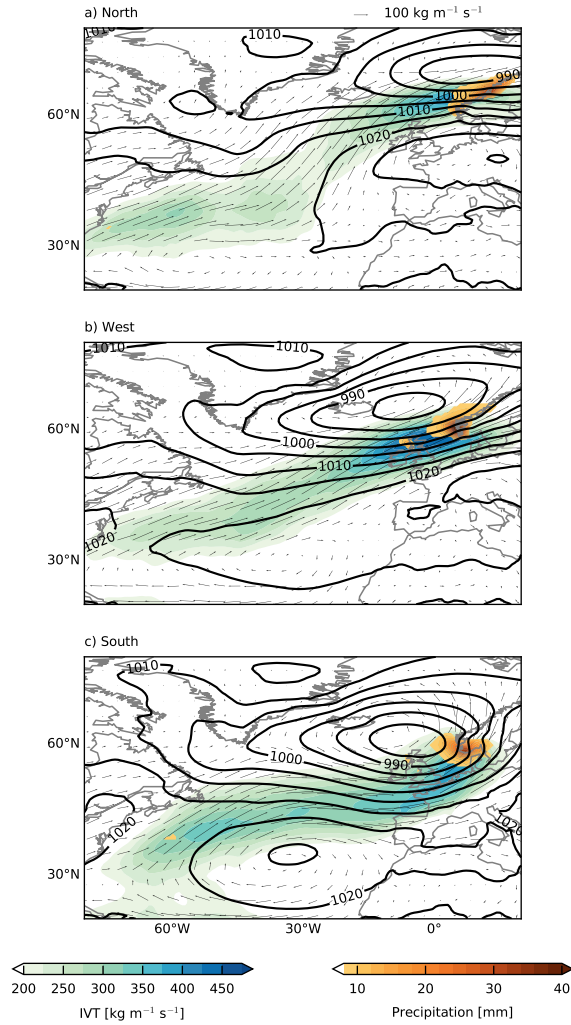 a) North
100 kg m⁻¹ s⁻¹
1010
1010
990
1000
1010
1020
60°N
30°N
b) West
1010
1010
990
1000
1010
1020
1020
60°N
30°N
c) South
1010
1000
990
1020
1020
1020
60°N
30°N
60°W 30°W 0°
200 250 300 350 400 450
10 20 30 40
IVT [kg m⁻¹ s⁻¹]
Precipitation [mm]